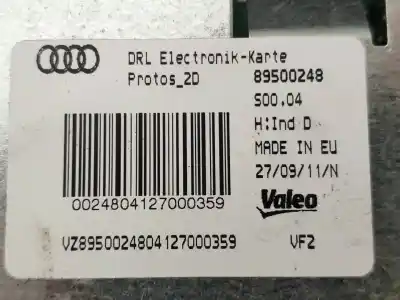 DRL Electronik-Karte
Protos_2D 89500248
S00.04
H:Ind D
MADE IN EU
27/09/11/N
0024804127000359
Valeo
VZ8950024804127000359 VF2